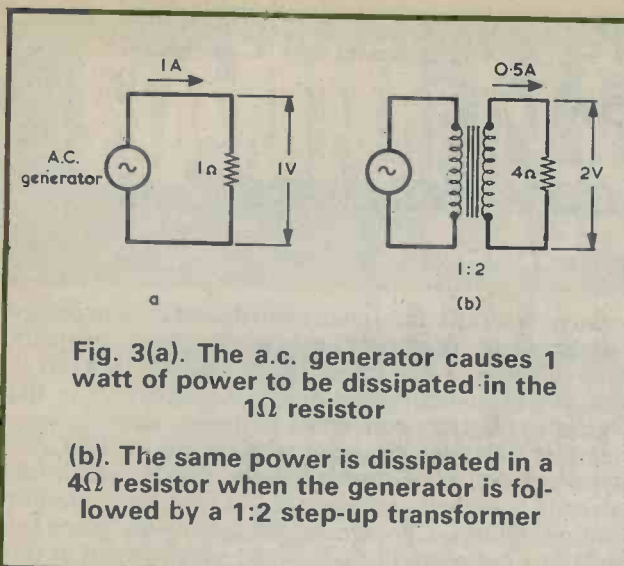 1A
A.C.
generator
1Ω
1V
a
0·5A
4Ω
2V
1:2
(b)
Fig. 3(a). The a.c. generator causes 1
watt of power to be dissipated in the
1Ω resistor
(b). The same power is dissipated in a
4Ω resistor when the generator is fol-
lowed by a 1:2 step-up transformer